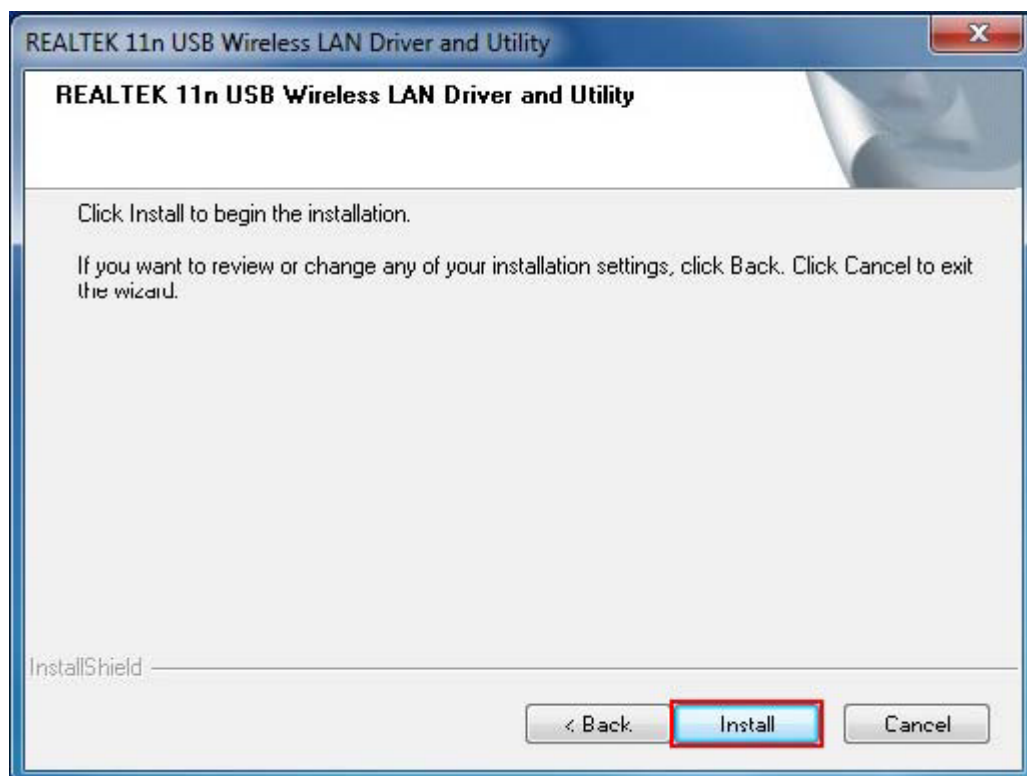 REALTEK 11n USB Wireless LAN Driver and Utility
REALTEK 11n USB Wireless LAN Driver and Utility
Click Install to begin the installation.
If you want to review or change any of your installation settings, click Back. Click Cancel to exit
the wizard.
InstallShield
< Back
Install
Cancel